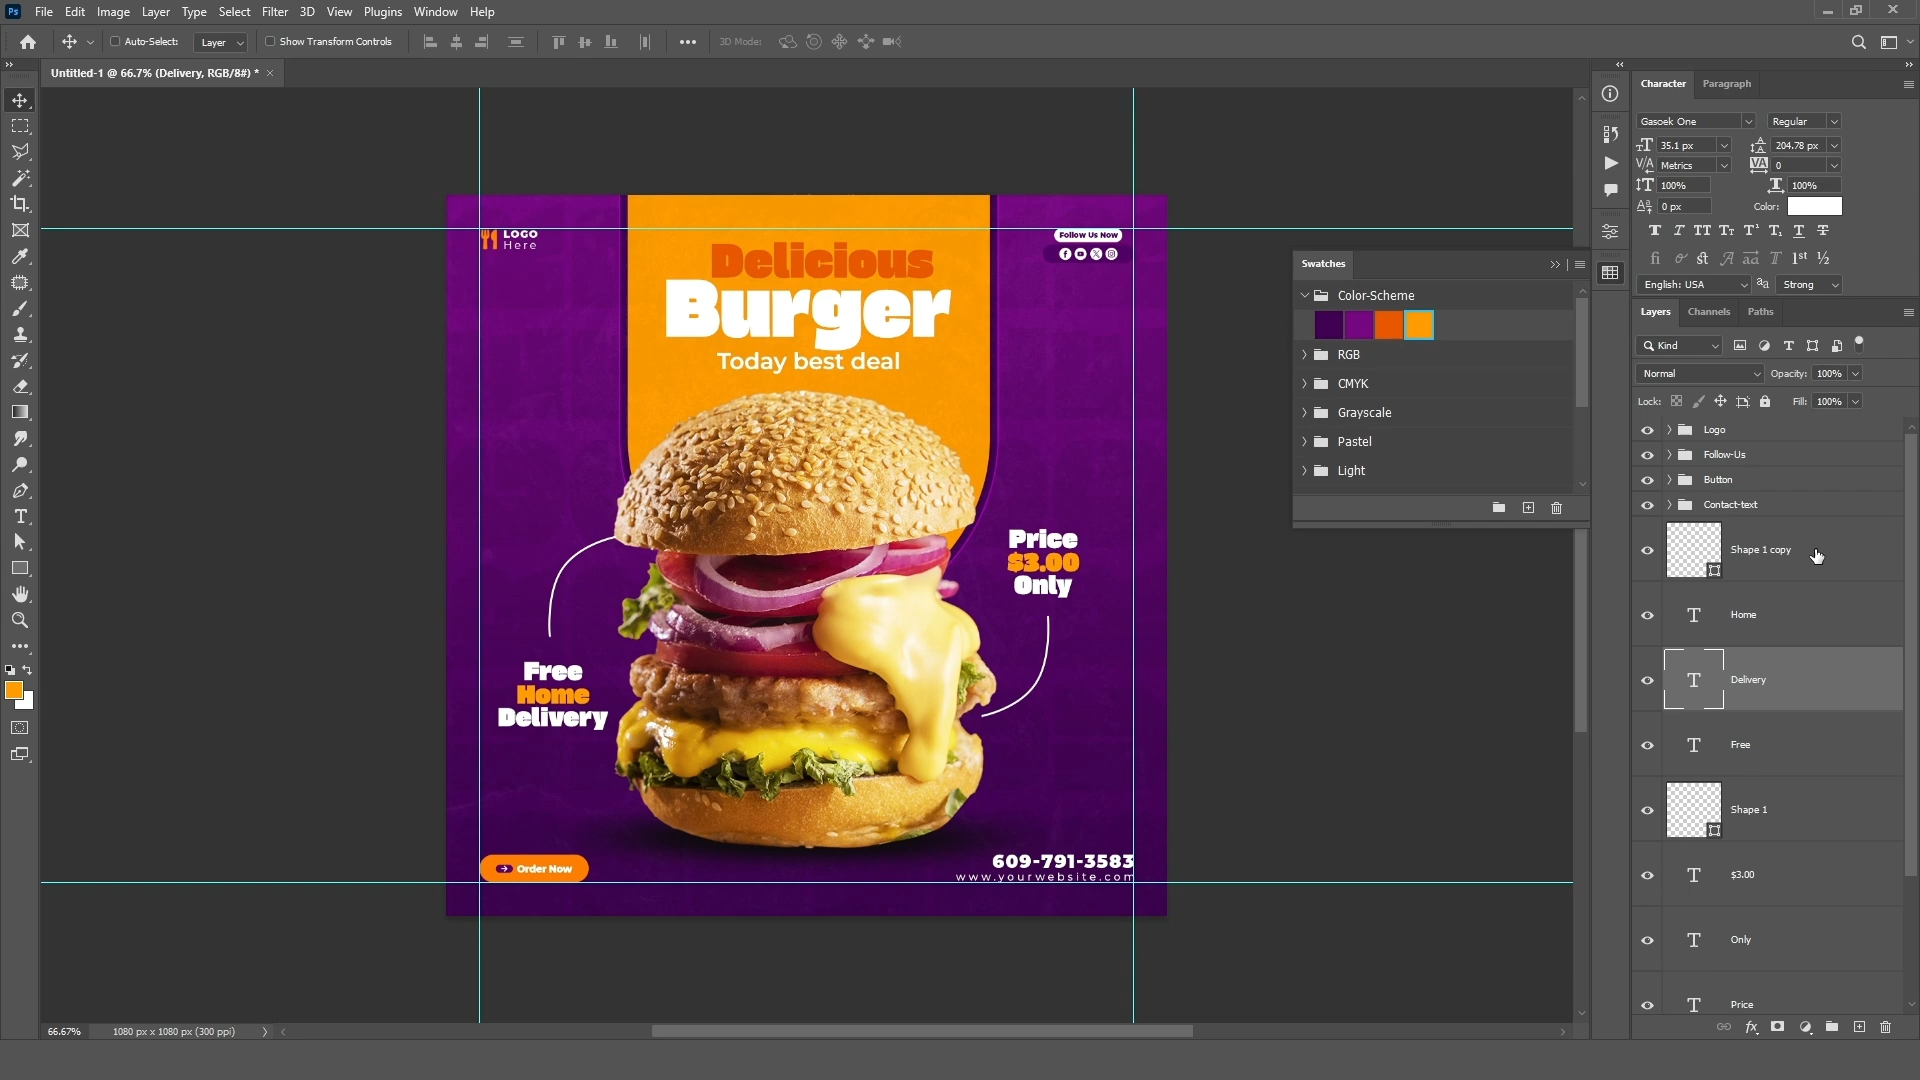 Ps File Edit Image Layer Type Select Filter 3D View Plugins Window Help
Auto-Select: Layer Show Transform Controls 3D Mode:
Untitled-1 @ 66.7% (Delivery, RGB/8#) *
LOGO
Here
Follow Us Now
Delicious
Burger
Today best deal
Price
$3.00
Only
Free
Home
Delivery
Order Now
609-791-3583
www.yourwebsite.com
66.67% 1080 px x 1080 px (300 ppi)
Swatches
Color-Scheme
RGB
CMYK
Grayscale
Pastel
Light
Character Paragraph
Gasoek One Regular
35.1 px 204.78 px
Metrics 0
100% 100%
0 px Color:
English: USA Strong
Layers Channels Paths
Kind
Normal Opacity: 100%
Lock: Fill: 100%
Logo
Follow-Us
Button
Contact-text
Shape 1 copy
Home
Delivery
Free
Shape 1
$3.00
Only
Price